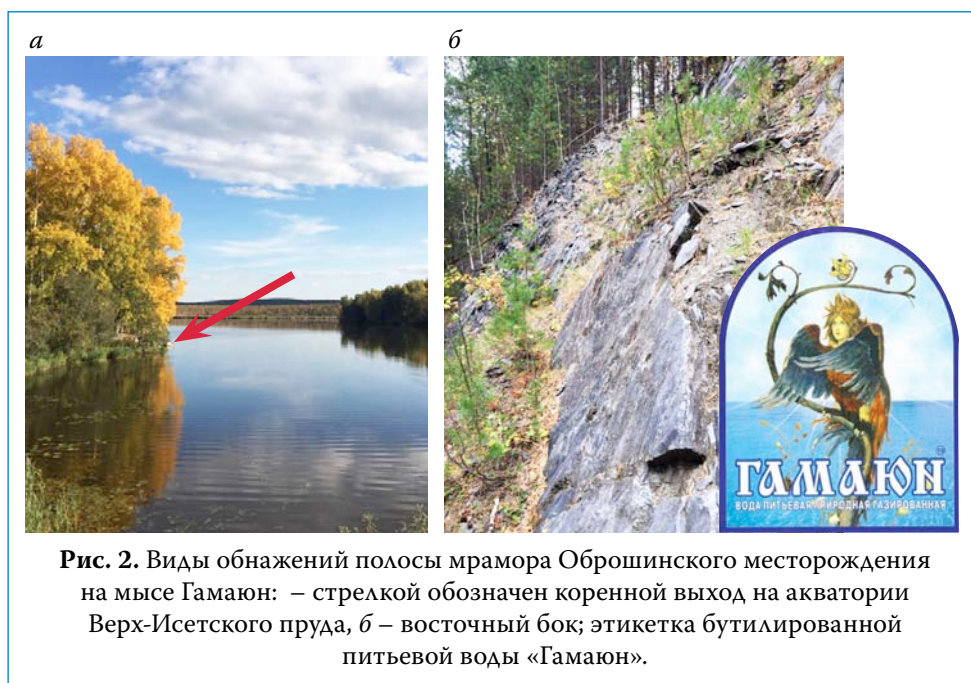 а
б
ГАМАЮН
ВОДА ПИТЬЕВАЯ ПРИРОДНАЯ ГАЗИРОВАННАЯ
Рис. 2. Виды обнажений полосы мрамора Оброшинского месторождения
на мысе Гамаюн: – стрелкой обозначен коренной выход на акватории
Верх-Исетского пруда, б – восточный бок; этикетка бутилированной
питьевой воды «Гамаюн».